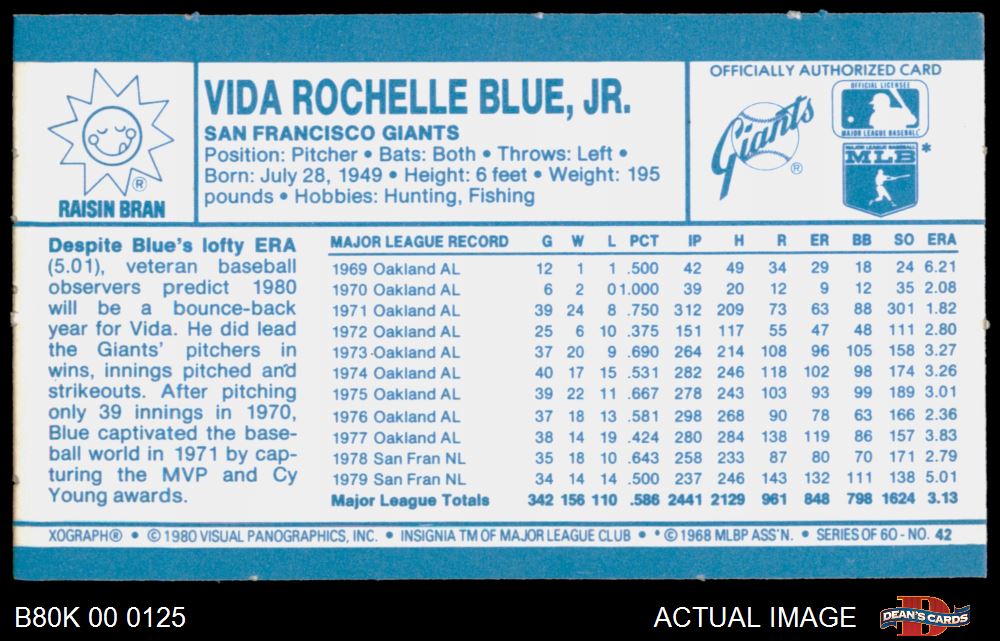 OFFICIALLY AUTHORIZED CARD
VIDA ROCHELLE BLUE, JR.
SAN FRANCISCO GIANTS
Position: Pitcher • Bats: Both • Throws: Left •
Born: July 28, 1949 • Height: 6 feet • Weight: 195
pounds • Hobbies: Hunting, Fishing
®
RAISIN BRAN
Giants
®
OFFICIAL LICENSEE
MAJOR LEAGUE BASEBALL
MAJOR LEAGUE BASEBALL
MLB *
Despite Blue's lofty ERA
(5.01), veteran baseball
observers predict 1980
will be a bounce-back
year for Vida. He did lead
the Giants' pitchers in
wins, innings pitched and
strikeouts. After pitching
only 39 innings in 1970,
Blue captivated the base-
ball world in 1971 by cap-
turing the MVP and Cy
Young awards.
MAJOR LEAGUE RECORD G W L PCT IP H R ER BB SO ERA
1969 Oakland AL 12 1 1 .500 42 49 34 29 18 24 6.21
1970 Oakland AL 6 2 0 1.000 39 20 12 9 12 35 2.08
1971 Oakland AL 39 24 8 .750 312 209 73 63 88 301 1.82
1972 Oakland AL 25 6 10 .375 151 117 55 47 48 111 2.80
1973 Oakland AL 37 20 9 .690 264 214 108 96 105 158 3.27
1974 Oakland AL 40 17 15 .531 282 246 118 102 98 174 3.26
1975 Oakland AL 39 22 11 .667 278 243 103 93 99 189 3.01
1976 Oakland AL 37 18 13 .581 298 268 90 78 63 166 2.36
1977 Oakland AL 38 14 19 .424 280 284 138 119 86 157 3.83
1978 San Fran NL 35 18 10 .643 258 233 87 80 70 171 2.79
1979 San Fran NL 34 14 14 .500 237 246 143 132 111 138 5.01
Major League Totals 342 156 110 .586 2441 2129 961 848 798 1624 3.13
XOGRAPH® • © 1980 VISUAL PANOGRAPHICS, INC. • INSIGNIA TM OF MAJOR LEAGUE CLUB • * © 1968 MLBP ASS'N. • SERIES OF 60 - NO. 42
B80K 00 0125
ACTUAL IMAGE
DEAN'S CARDS